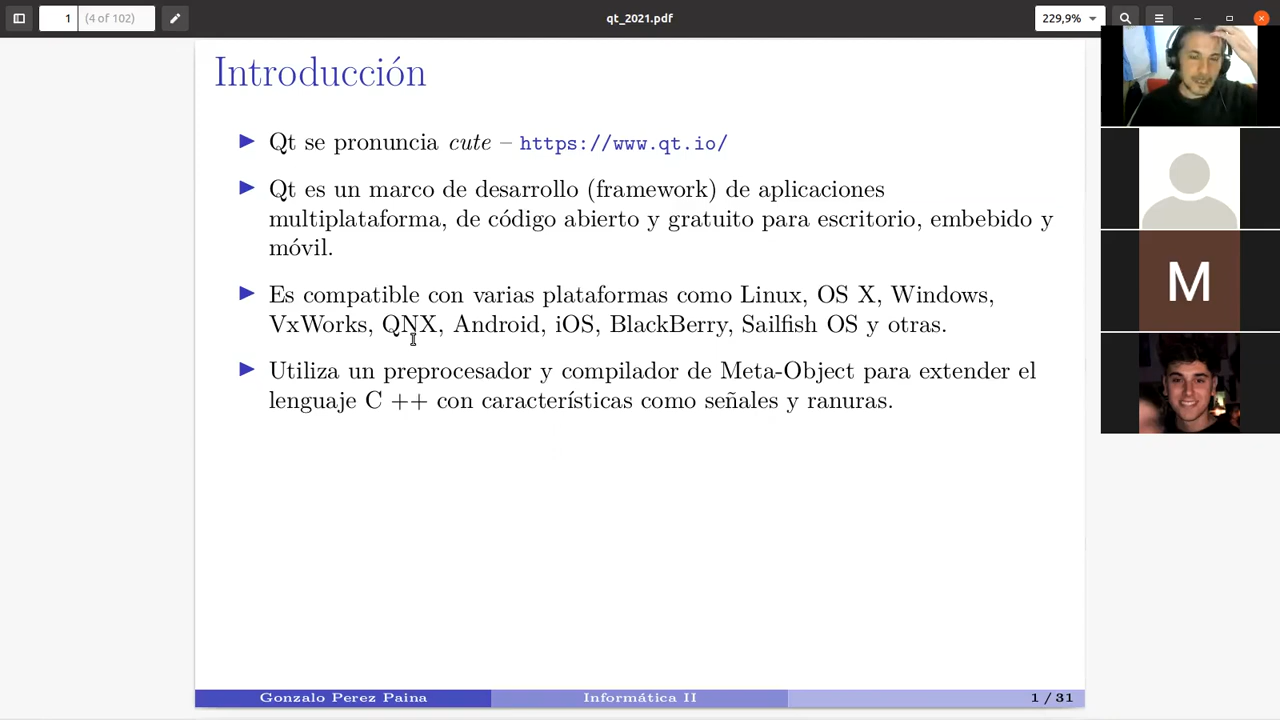 1
(4 of 102)
qt_2021.pdf
229,9%
Introducción
Qt se pronuncia cute – https://www.qt.io/
Qt es un marco de desarrollo (framework) de aplicaciones
multiplataforma, de código abierto y gratuito para escritorio, embebido y
móvil.
Es compatible con varias plataformas como Linux, OS X, Windows,
VxWorks, QNX, Android, iOS, BlackBerry, Sailfish OS y otras.
Utiliza un preprocesador y compilador de Meta-Object para extender el
lenguaje C ++ con características como señales y ranuras.
M
Gonzalo Perez Paina
Informática II
1 / 31